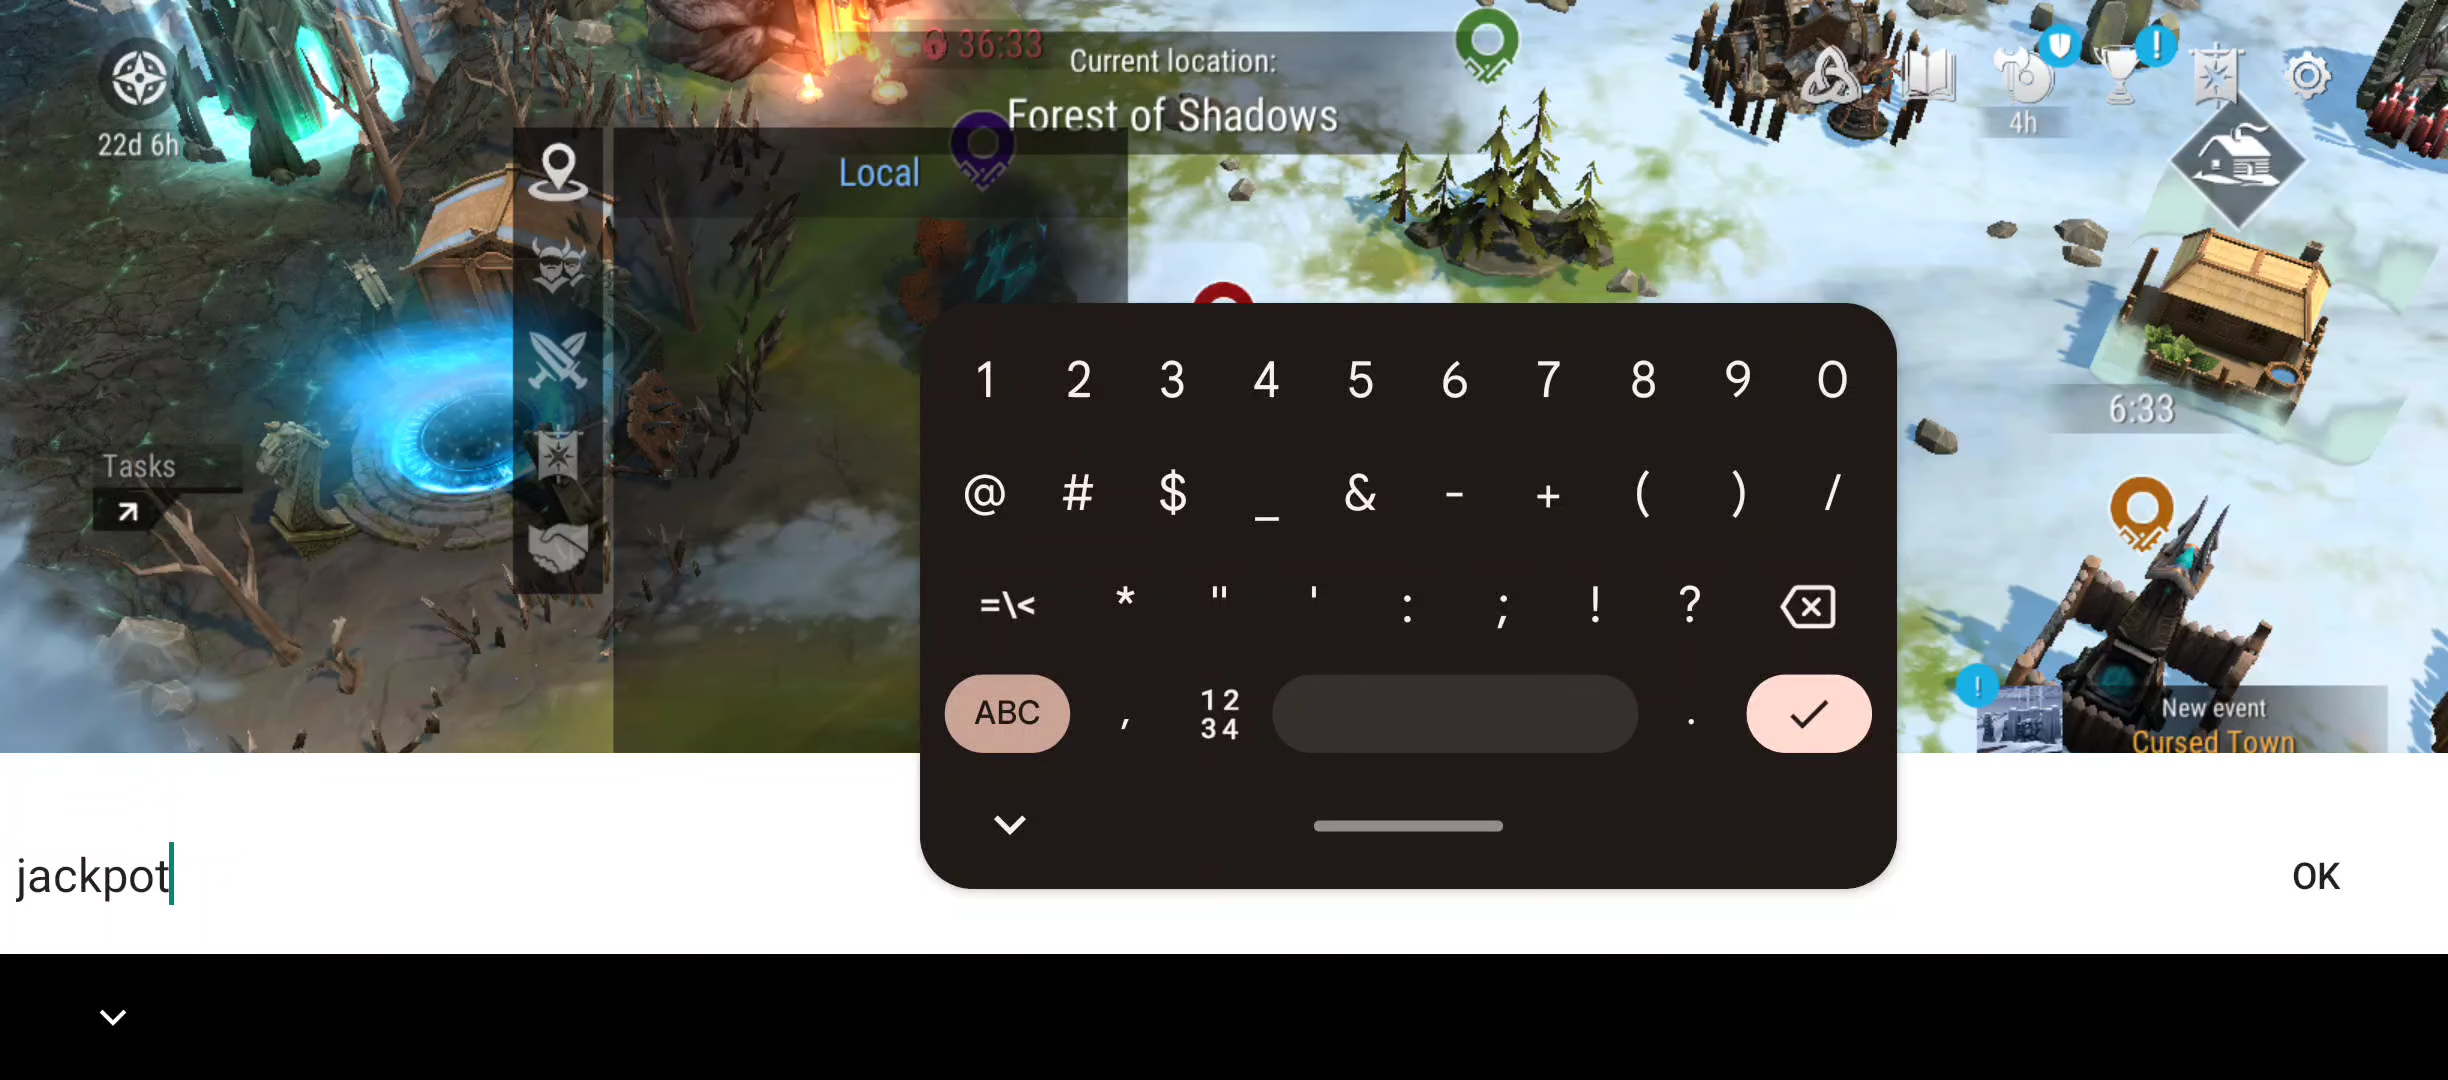 36:33
Current location:
Forest of Shadows
22d 6h
Local
4h
6:33
Tasks
1 2 3 4 5 6 7 8 9 0
@ # $ _ & - + ( ) /
=\< * " ' : ; ! ?
ABC , 12 34 .
!
!
New event
Cursed Town
jackpot
OK